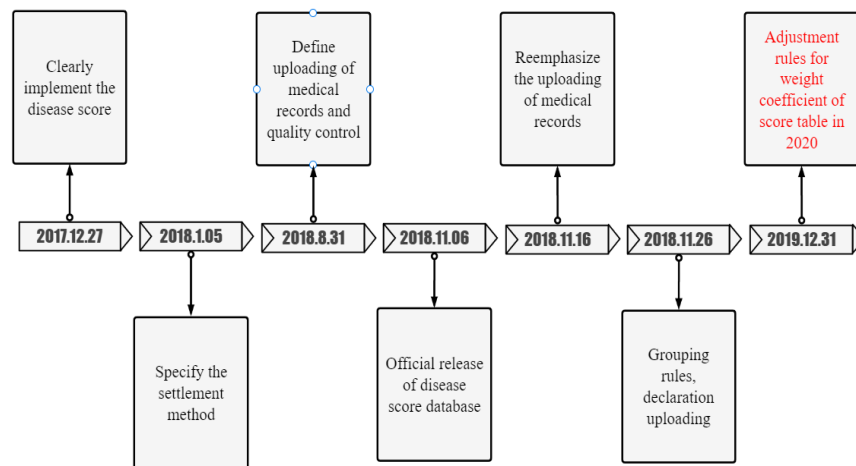 Clearly
implement the
disease score
Define
uploading of
medical
records and
quality control
Reemphasize
the uploading
of medical
records
Adjustment
rules for
weight
coefficient of
score table in
2020
2017.12.27
2018.1.05
2018.8.31
2018.11.06
2018.11.16
2018.11.26
2019.12.31
Specify the
settlement
method
Official release
of disease
score database
Grouping
rules,
declaration
uploading